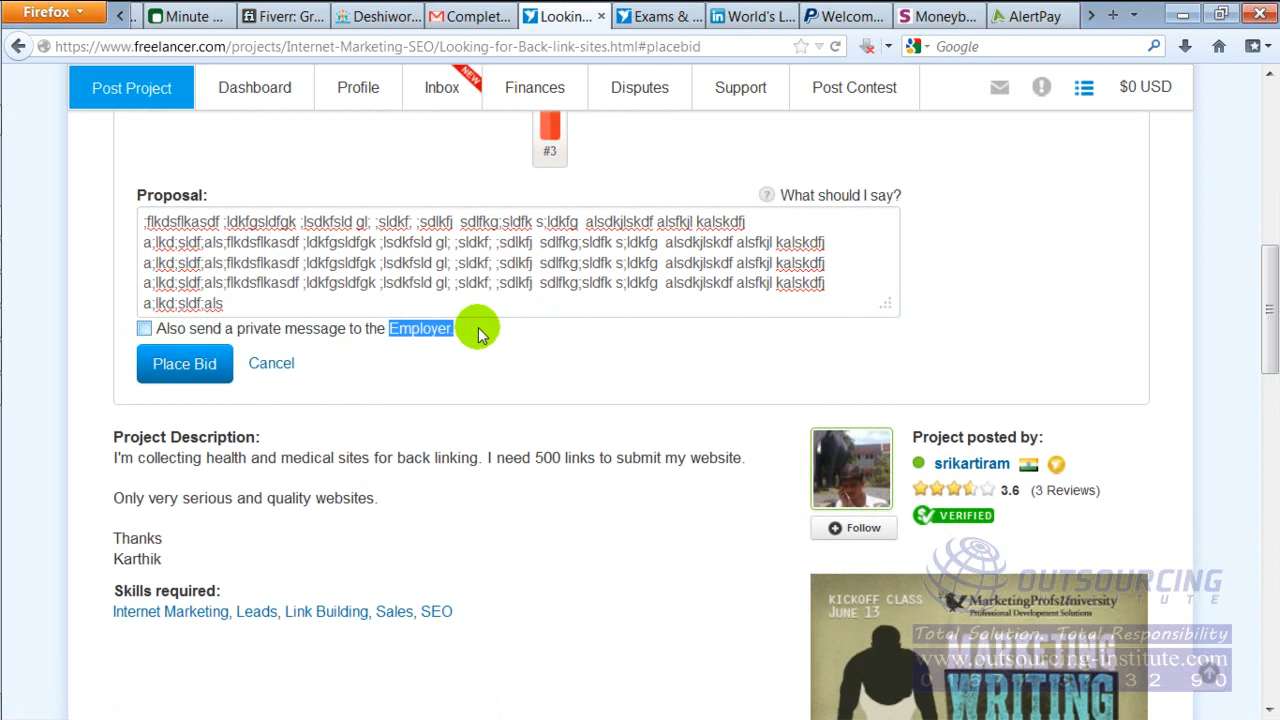 Firefox
Minute ...
Fiverr: Gr...
Deshiwor...
Complet...
Lookin...
Exams & ...
World's L...
Welcom...
Moneyb...
AlertPay
https://www.freelancer.com/projects/Internet-Marketing-SEO/Looking-for-Back-link-sites.html#placebid
Google
Post Project
Dashboard
Profile
Inbox
NEW
Finances
Disputes
Support
Post Contest
$0 USD
#3
Proposal:
What should I say?
;flkdsflkasdf ;ldkfgsldfgk ;lsdkfsld gl; ;sldkf; ;sdlkfj sdlfkg;sldfk s;ldkfg alsdkjlskdf alsfkjl kalskdfj
a;lkd;sldf;als;flkdsflkasdf ;ldkfgsldfgk ;lsdkfsld gl; ;sldkf; ;sdlkfj sdlfkg;sldfk s;ldkfg alsdkjlskdf alsfkjl kalskdfj
a;lkd;sldf;als;flkdsflkasdf ;ldkfgsldfgk ;lsdkfsld gl; ;sldkf; ;sdlkfj sdlfkg;sldfk s;ldkfg alsdkjlskdf alsfkjl kalskdfj
a;lkd;sldf;als;flkdsflkasdf ;ldkfgsldfgk ;lsdkfsld gl; ;sldkf; ;sdlkfj sdlfkg;sldfk s;ldkfg alsdkjlskdf alsfkjl kalskdfj
a;lkd;sldf;als
Also send a private message to the Employer.
Place Bid
Cancel
Project Description:
I'm collecting health and medical sites for back linking. I need 500 links to submit my website.
Only very serious and quality websites.
Thanks
Karthik
Skills required:
Internet Marketing, Leads, Link Building, Sales, SEO
Project posted by:
srikartiram
3.6 (3 Reviews)
VERIFIED
Follow
KICKOFF CLASS
JUNE 13
MarketingProfsUniversity
Professional Development Solutions
MARKETING
WRITING
OUTSOURCING
Total Solution, Total Responsibility
www.outsourcing-institute.com